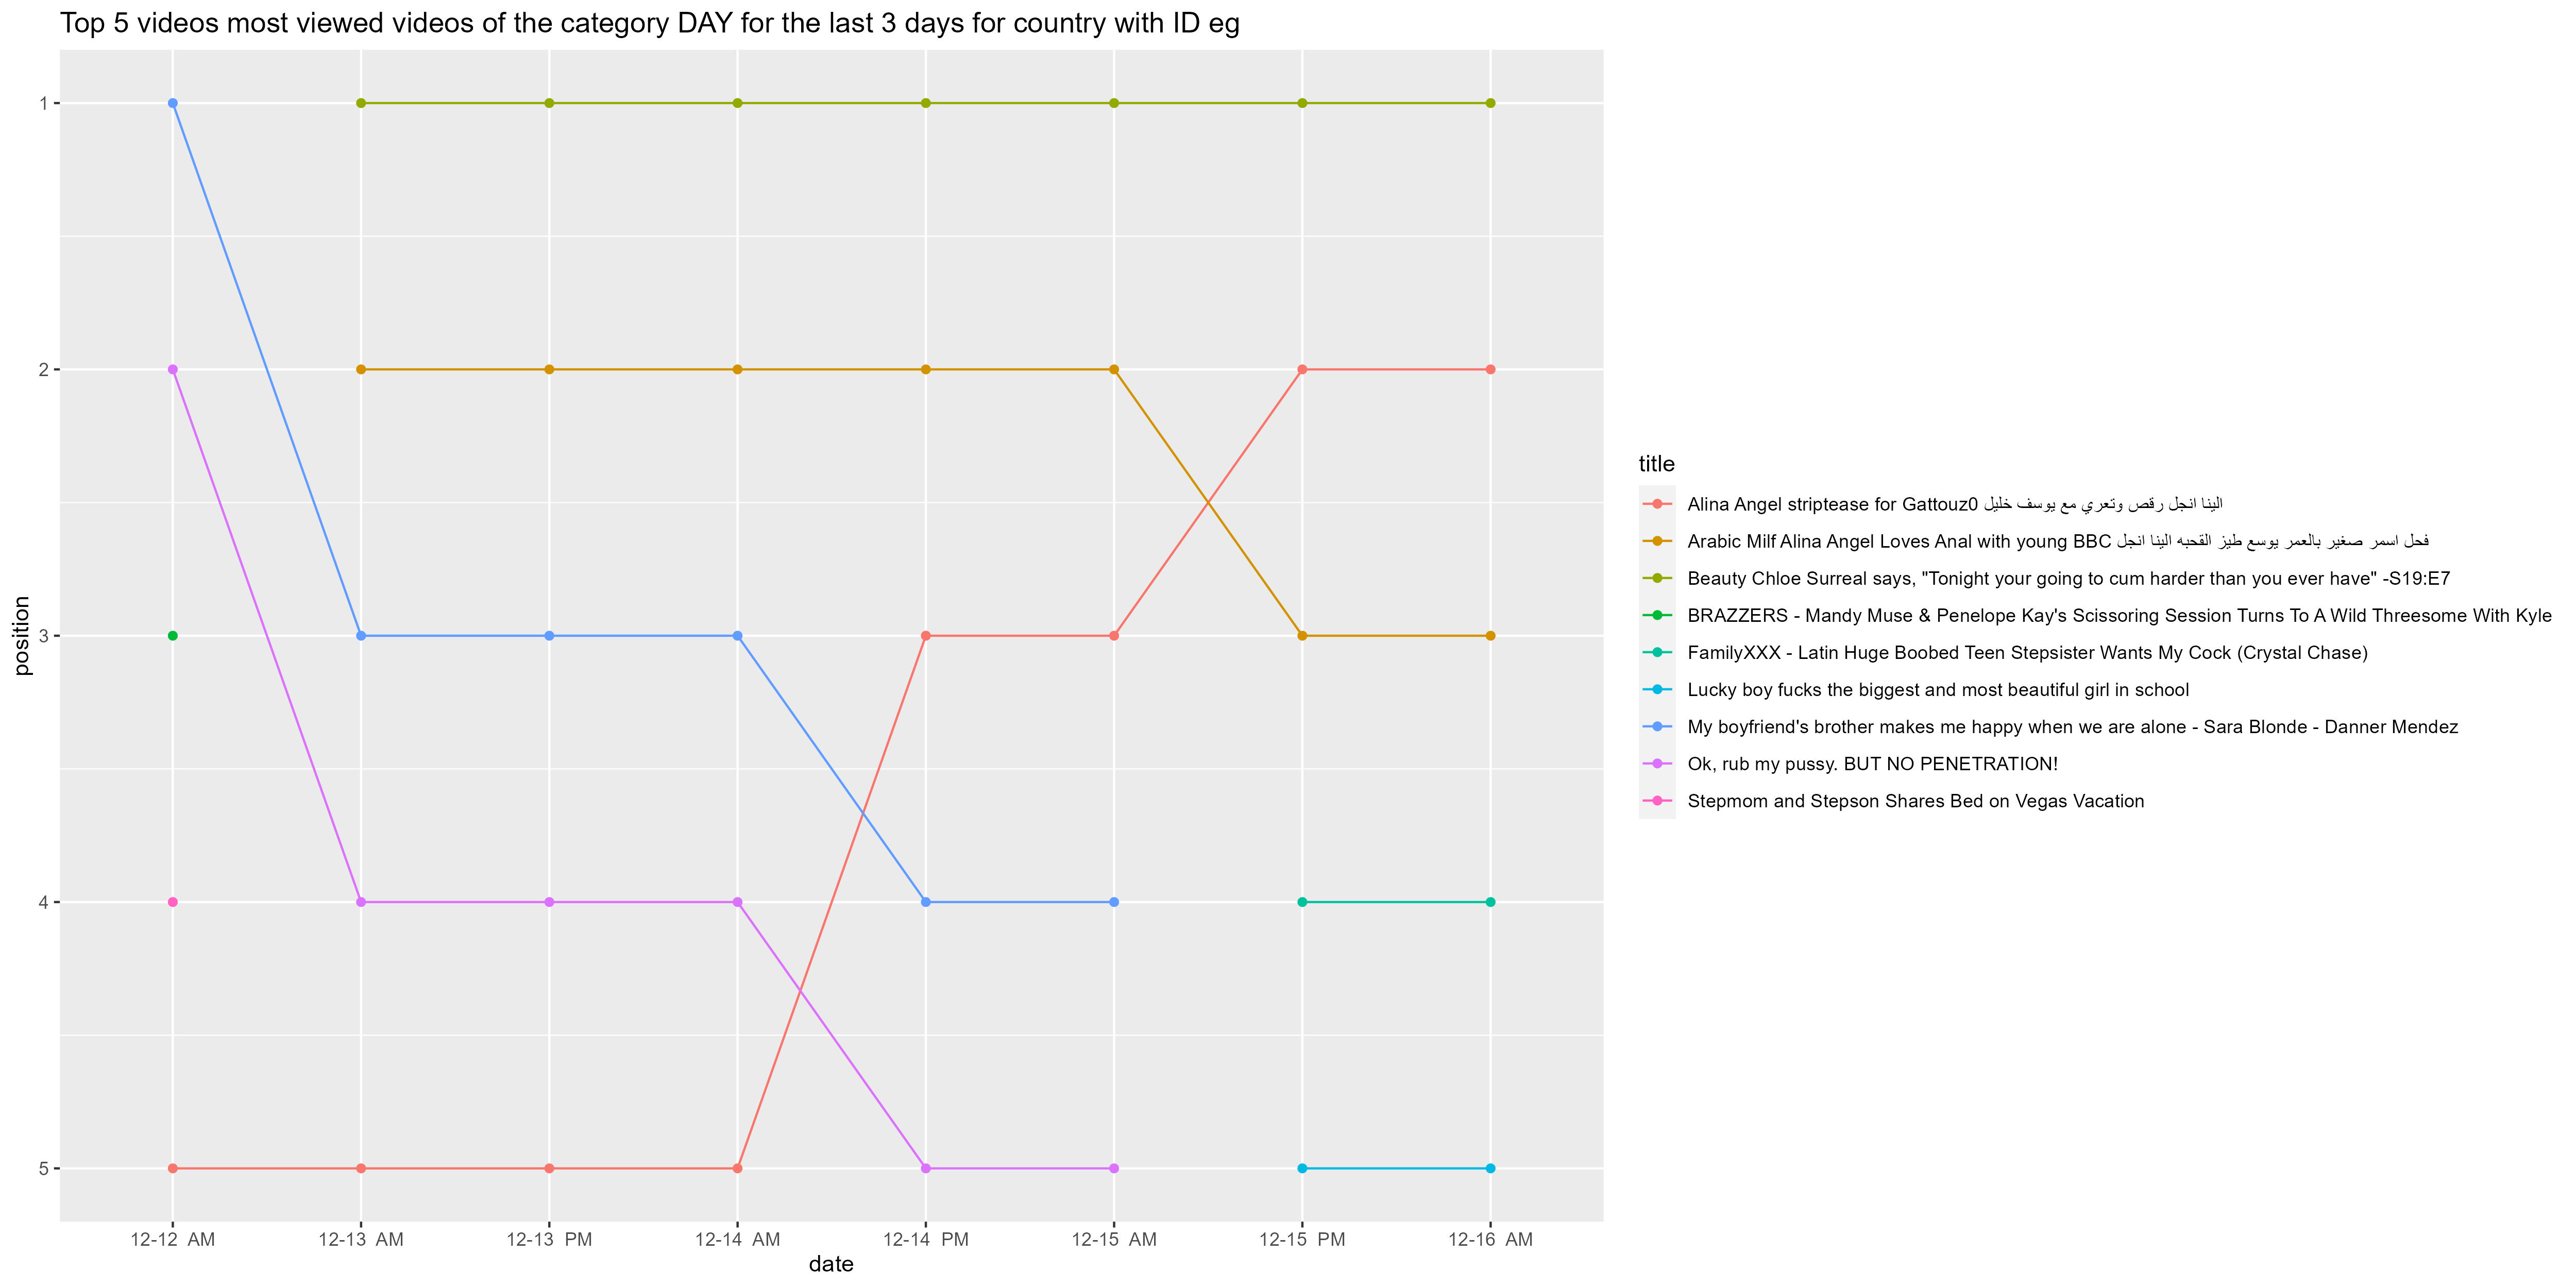 Top 5 videos most viewed videos of the category DAY for the last 3 days for country with ID eg
position
1
2
3
4
5
12-12 AM
12-13 AM
12-13 PM
12-14 AM
12-14 PM
12-15 AM
12-15 PM
12-16 AM
date
title
Alina Angel striptease for Gattouz0 الينا انجل رقص وتعري مع يوسف خليل
Arabic Milf Alina Angel Loves Anal with young BBC فحل اسمر صغير بالعمر يوسع طيز القحبه الينا انجل
Beauty Chloe Surreal says, "Tonight your going to cum harder than you ever have" -S19:E7
BRAZZERS - Mandy Muse & Penelope Kay's Scissoring Session Turns To A Wild Threesome With Kyle
FamilyXXX - Latin Huge Boobed Teen Stepsister Wants My Cock (Crystal Chase)
Lucky boy fucks the biggest and most beautiful girl in school
My boyfriend's brother makes me happy when we are alone - Sara Blonde - Danner Mendez
Ok, rub my pussy. BUT NO PENETRATION!
Stepmom and Stepson Shares Bed on Vegas Vacation